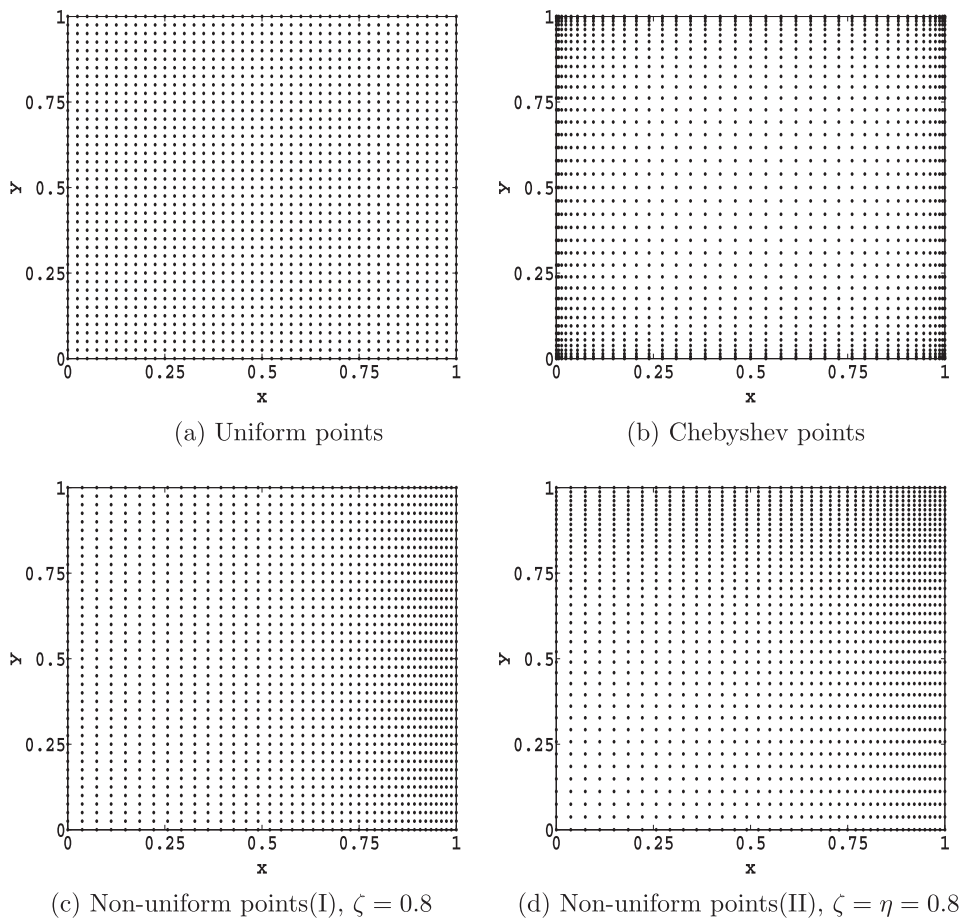 1
0.75
0.5
0.25
0
y
0 0.25 0.5 0.75 1
x
(a) Uniform points
1
0.75
0.5
0.25
0
y
0 0.25 0.5 0.75 1
x
(b) Chebyshev points
1
0.75
0.5
0.25
0
y
0 0.25 0.5 0.75 1
x
(c) Non-uniform points(I), ζ = 0.8
1
0.75
0.5
0.25
0
y
0 0.25 0.5 0.75 1
x
(d) Non-uniform points(II), ζ = η = 0.8